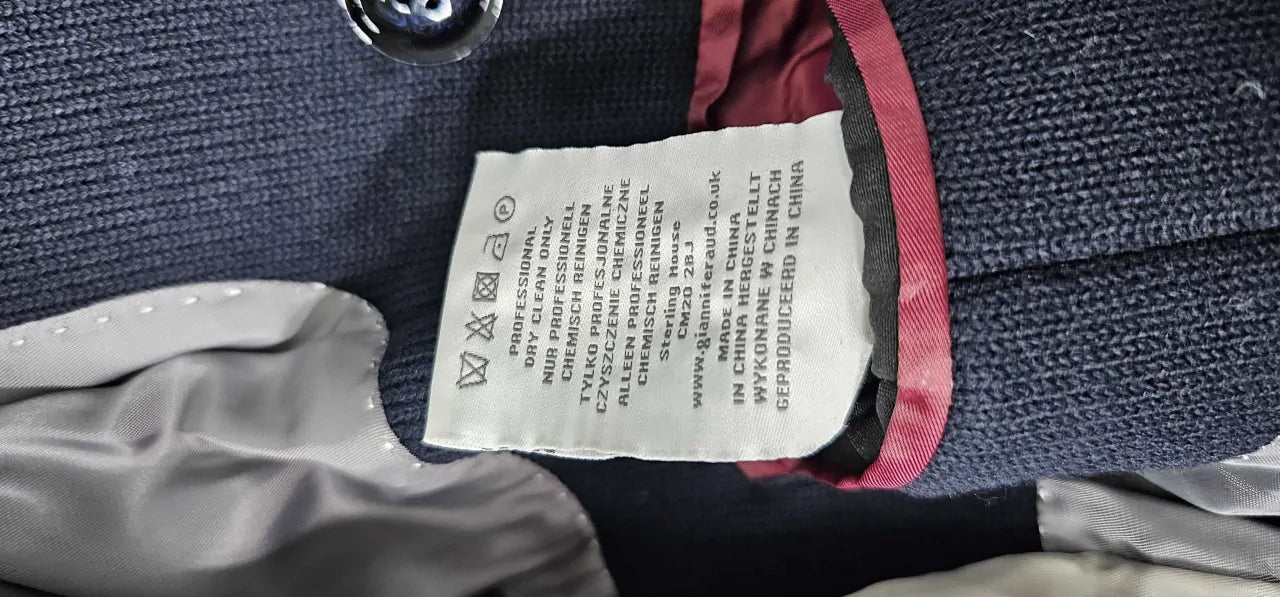 PROFESSIONAL
DRY CLEAN ONLY
NUR PROFESSIONELL
CHEMISCH REINIGEN
TYLKO PROFESJONALNE
CZYSZCZENIE CHEMICZNE
ALLEEN PROFESSIONEEL
CHEMISCH REINIGEN
Sterling House
CM20 2BJ
www.gianniferaud.co.uk
MADE IN CHINA
IN CHINA HERGESTELLT
WYKONANE W CHINACH
GEPRODUCEERD IN CHINA